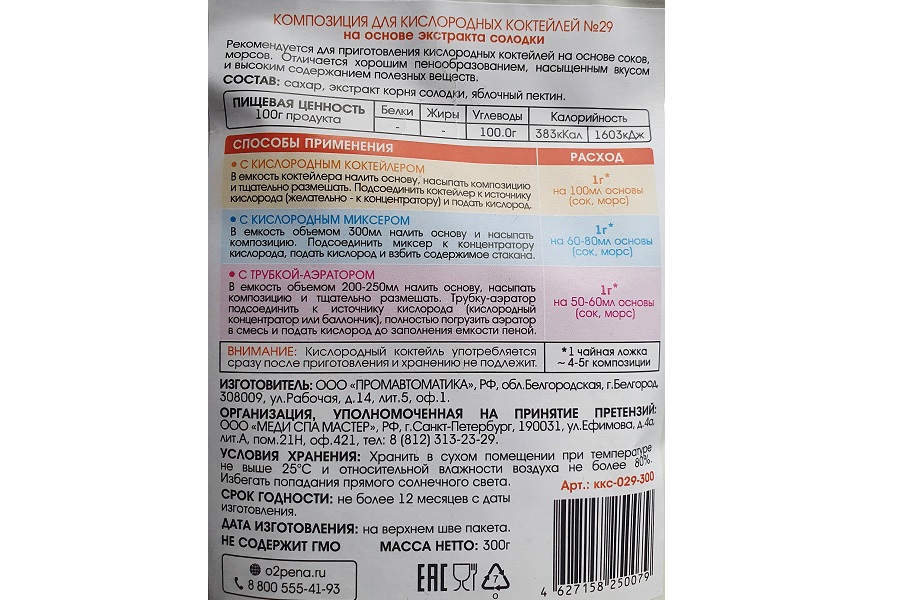 КОМПОЗИЦИЯ ДЛЯ КИСЛОРОДНЫХ КОКТЕЙЛЕЙ №29
на основе экстракта солодки
Рекомендуется для приготовления кислородных коктейлей на основе соков,
морсов. Отличается хорошим пенообразованием, насыщенным вкусом
и высоким содержанием полезных веществ.
СОСТАВ: сахар, экстракт корня солодки, яблочный пектин.
ПИЩЕВАЯ ЦЕННОСТЬ Белки Жиры Углеводы Калорийность
100г продукта - - 100.0г 383кКал 1603кДж
СПОСОБЫ ПРИМЕНЕНИЯ РАСХОД
• С КИСЛОРОДНЫМ КОКТЕЙЛЕРОМ
В емкость коктейлера налить основу, насыпать композицию
и тщательно размешать. Подсоединить коктейлер к источнику
кислорода (желательно - к концентратору) и подать кислород.
1г*
на 100мл основы
(сок, морс)
• С КИСЛОРОДНЫМ МИКСЕРОМ
В емкость объемом 300мл налить основу и насыпать
композицию. Подсоединить миксер к концентратору
кислорода, подать кислород и взбить содержимое стакана.
1г*
на 60-80мл основы
(сок, морс)
• С ТРУБКОЙ-АЭРАТОРОМ
В емкость объемом 200-250мл налить основу, насыпать
композицию и тщательно размешать. Трубку-аэратор
подсоединить к источнику кислорода (кислородный
концентратор или баллончик), полностью погрузить аэратор
в смесь и подать кислород до заполнения емкости пеной.
1г*
на 50-60мл основы
(сок, морс)
ВНИМАНИЕ: Кислородный коктейль употребляется
сразу после приготовления и хранению не подлежит.
* 1 чайная ложка
~ 4-5г композиции
ИЗГОТОВИТЕЛЬ: ООО «ПРОМАВТОМАТИКА», РФ, обл.Белгородская, г.Белгород
308009, ул.Рабочая, д.14, лит.5, оф.1.
ОРГАНИЗАЦИЯ, УПОЛНОМОЧЕННАЯ НА ПРИНЯТИЕ ПРЕТЕНЗИЙ:
ООО «МЕДИ СПА МАСТЕР», РФ, г.Санкт-Петербург, 190031, ул.Ефимова, д.4а,
лит.А, пом.21Н, оф.421, тел: 8 (812) 313-23-29.
УСЛОВИЯ ХРАНЕНИЯ: Хранить в сухом помещении при температуре
не выше 25°С и относительной влажности воздуха не более 80%.
Избегать попадания прямого солнечного света.
Арт.: ккс-029-300
СРОК ГОДНОСТИ: не более 12 месяцев с даты
изготовления.
ДАТА ИЗГОТОВЛЕНИЯ: на верхнем шве пакета.
НЕ СОДЕРЖИТ ГМО МАССА НЕТТО: 300г
o2pena.ru
8 800 555-41-93
EAC
7
O
4 627158 250079